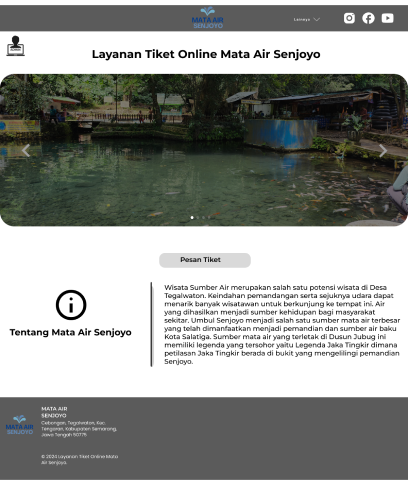 MATA AIR
SENJOYO
Lainnya
Layanan Tiket Online Mata Air Senjoyo
Pesan Tiket
Wisata Sumber Air merupakan salah satu potensi wisata di Desa
Tegalwaton. Keindahan pemandangan serta sejuknya udara dapat
menarik banyak wisatawan untuk berkunjung ke tempat ini. Air
yang dihasilkan menjadi sumber kehidupan bagi masyarakat
sekitar, Umbul Senjoyo menjadi salah satu sumber mata air terbesar
yang telah dimanfaatkan menjadi pemandian dan sumber air baku
Kota Salatiga. Sumber mata air yang terletak di Dusun Jubug ini
memiliki legenda yang tersohor yaitu Legenda Jaka Tingkir dimana
petilasan Jaka Tingkir berada di bukit yang mengelilingi pemandian
Senjoyo.
Tentang Mata Air Senjoyo
MATA AIR
SENJOYO
MATA AIR
SENJOYO
Gebongan, Tegalwaton, Kec.
Tengaran, Kabupaten Semarang,
Jawa Tengah 50775
© 2024 Layanan Tiket Online Mata
Air Senjoyo.